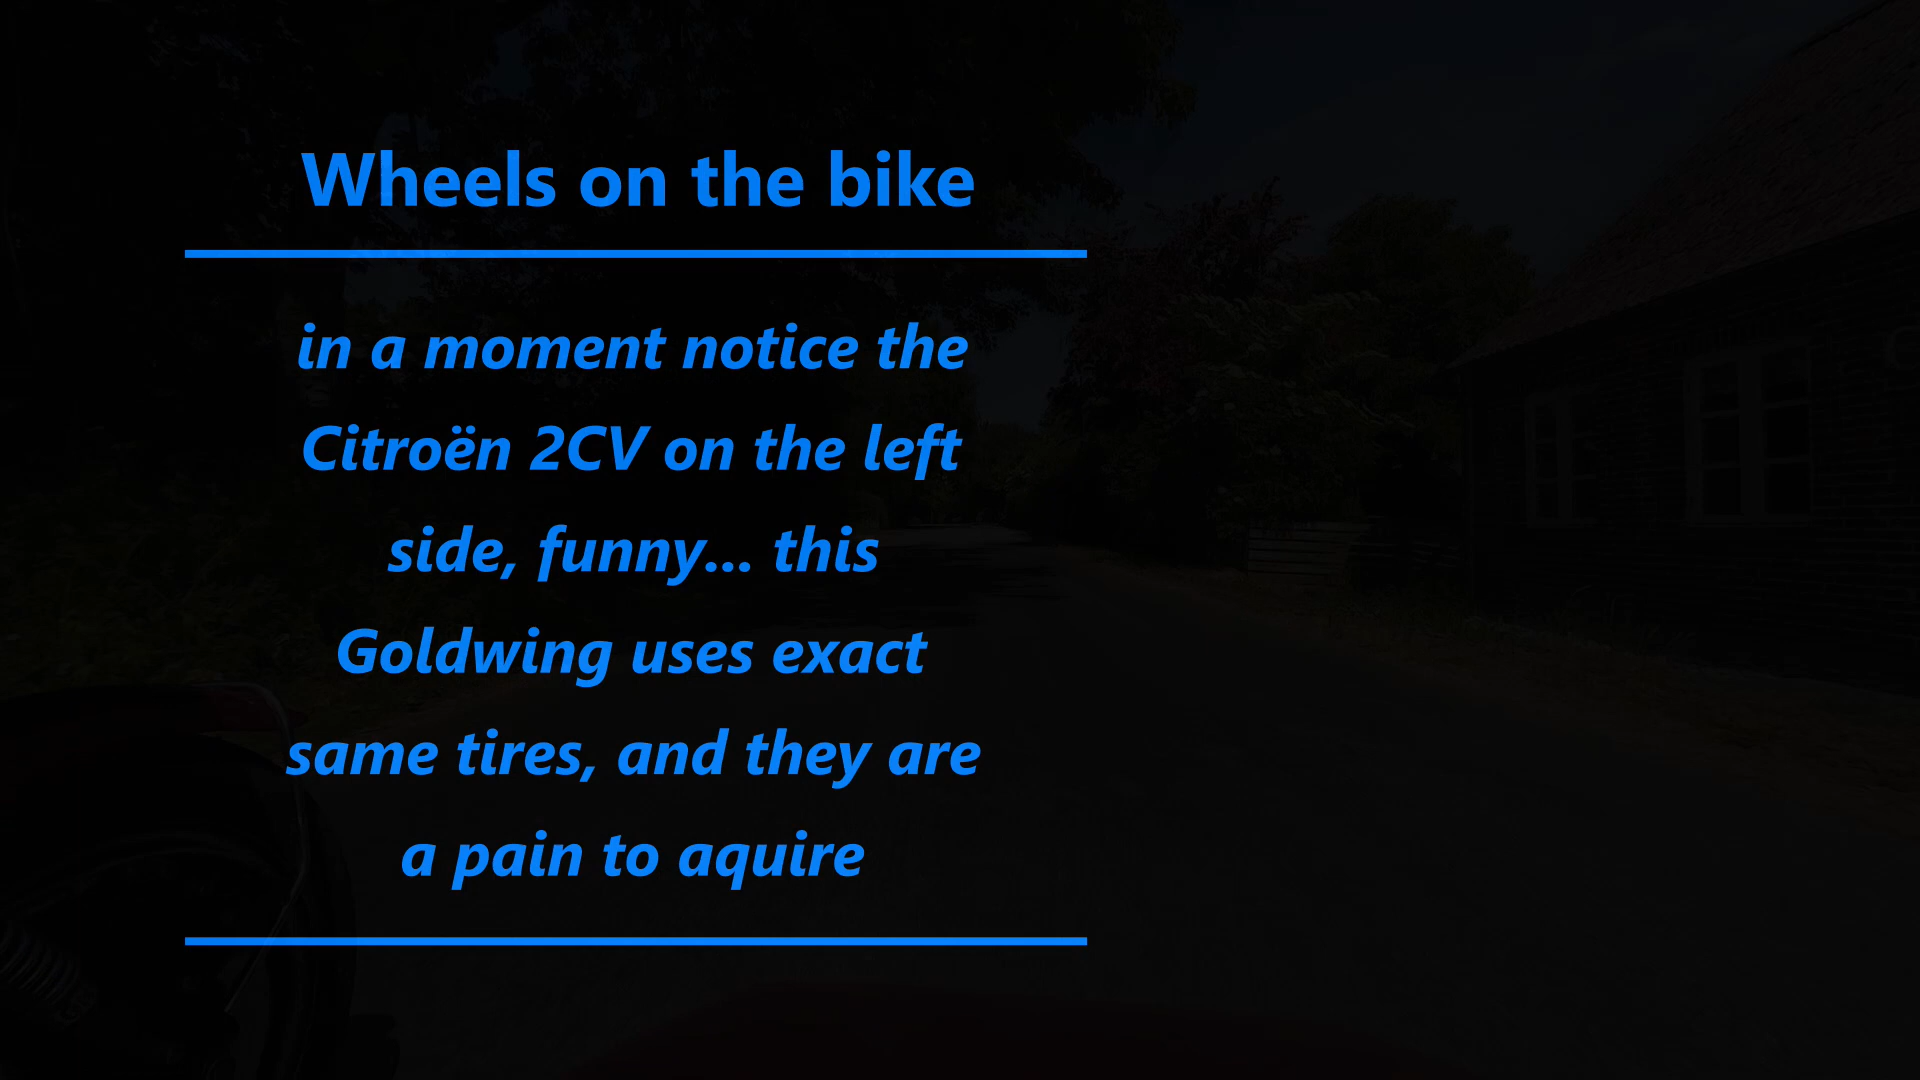 Wheels on the bike
in a moment notice the
Citroën 2CV on the left
side, funny... this
Goldwing uses exact
same tires, and they are
a pain to aquire